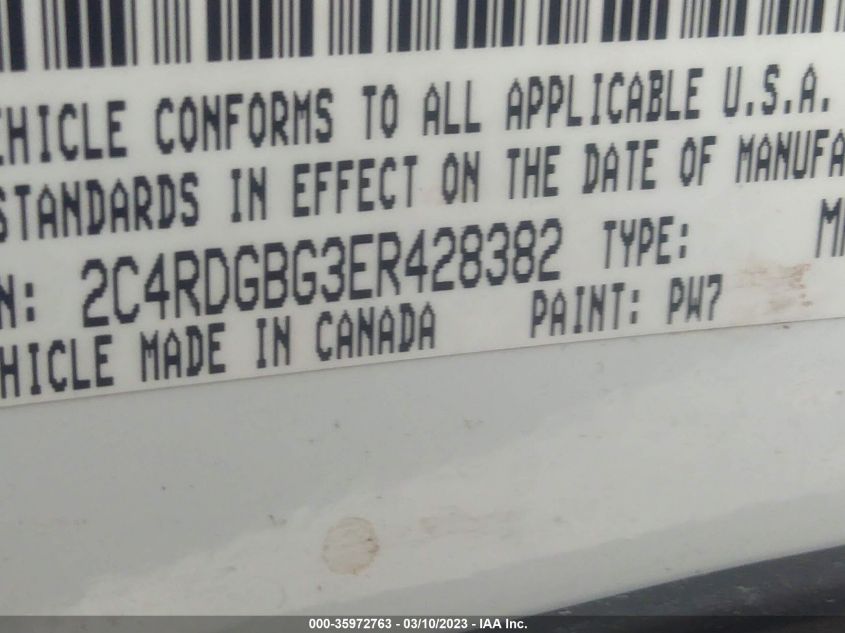 EHICLE CONFORMS TO ALL APPLICABLE U.S.A.
STANDARDS IN EFFECT ON THE DATE OF MANUFA
N: 2C4RDGBG3ER428382 TYPE: M
HICLE MADE IN CANADA PAINT: PW7
000-35972763 - 03/10/2023 - IAA Inc.